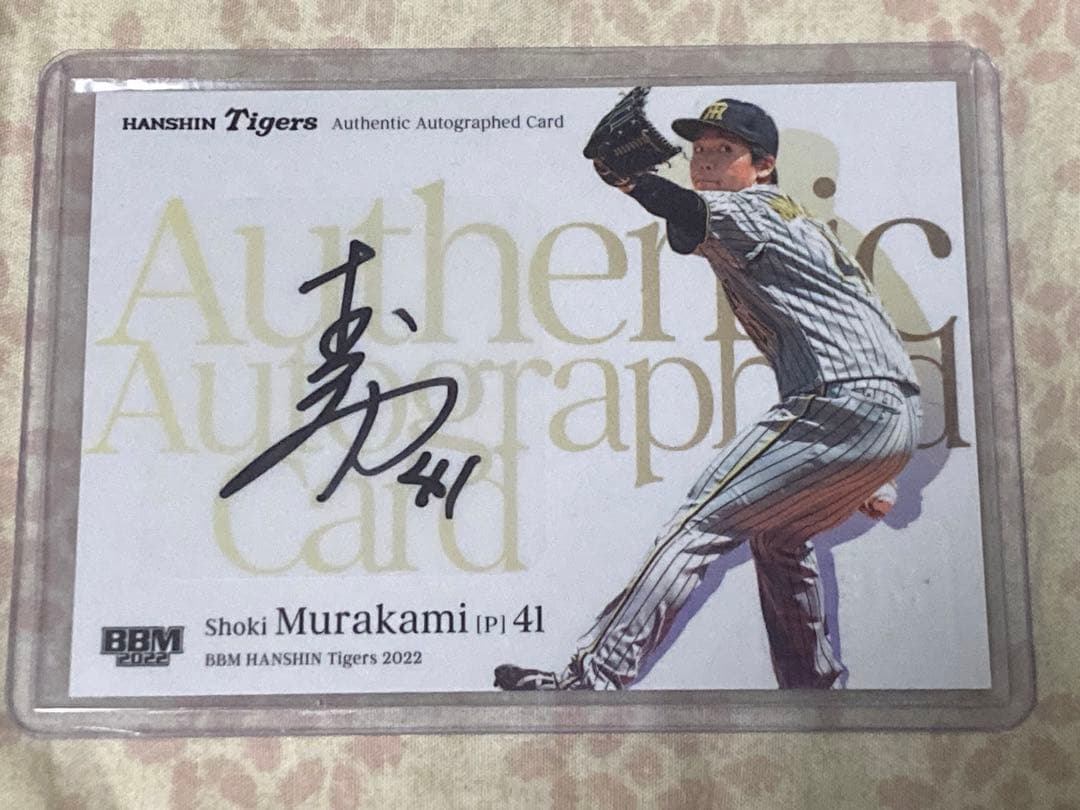 HANSHIN Tigers Authentic Autographed Card
Authentic
Autographed
Card
41
BBM
2022
Shoki Murakami [P] 41
BBM HANSHIN Tigers 2022